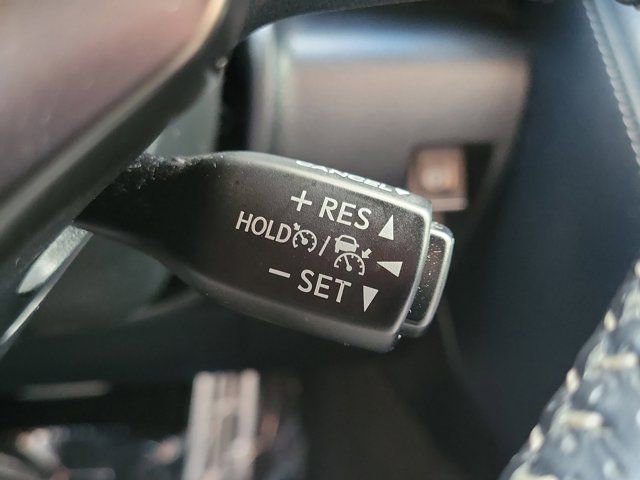 CANCEL
+ RES
HOLD /
− SET